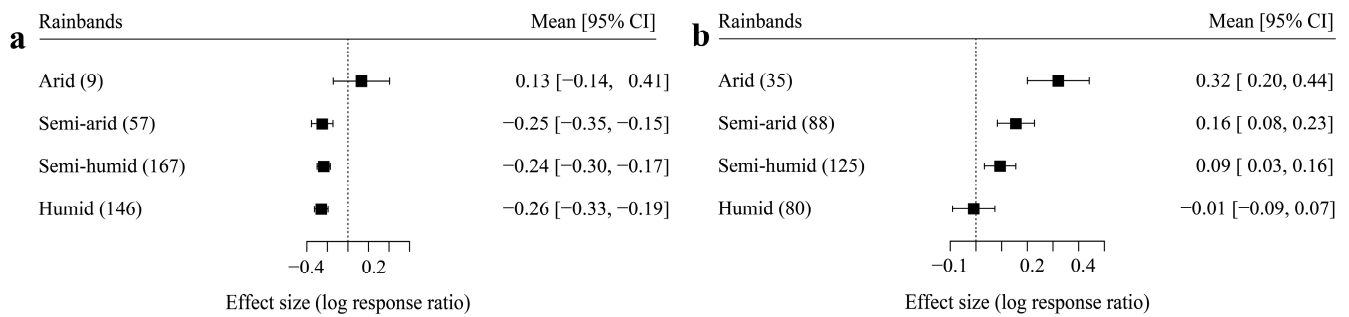 a
Rainbands Mean [95% CI]
Arid (9) 0.13 [−0.14, 0.41]
Semi-arid (57) −0.25 [−0.35, −0.15]
Semi-humid (167) −0.24 [−0.30, −0.17]
Humid (146) −0.26 [−0.33, −0.19]
−0.4 0.2
Effect size (log response ratio)
b
Rainbands Mean [95% CI]
Arid (35) 0.32 [ 0.20, 0.44]
Semi-arid (88) 0.16 [ 0.08, 0.23]
Semi-humid (125) 0.09 [ 0.03, 0.16]
Humid (80) −0.01 [−0.09, 0.07]
−0.1 0.2 0.4
Effect size (log response ratio)